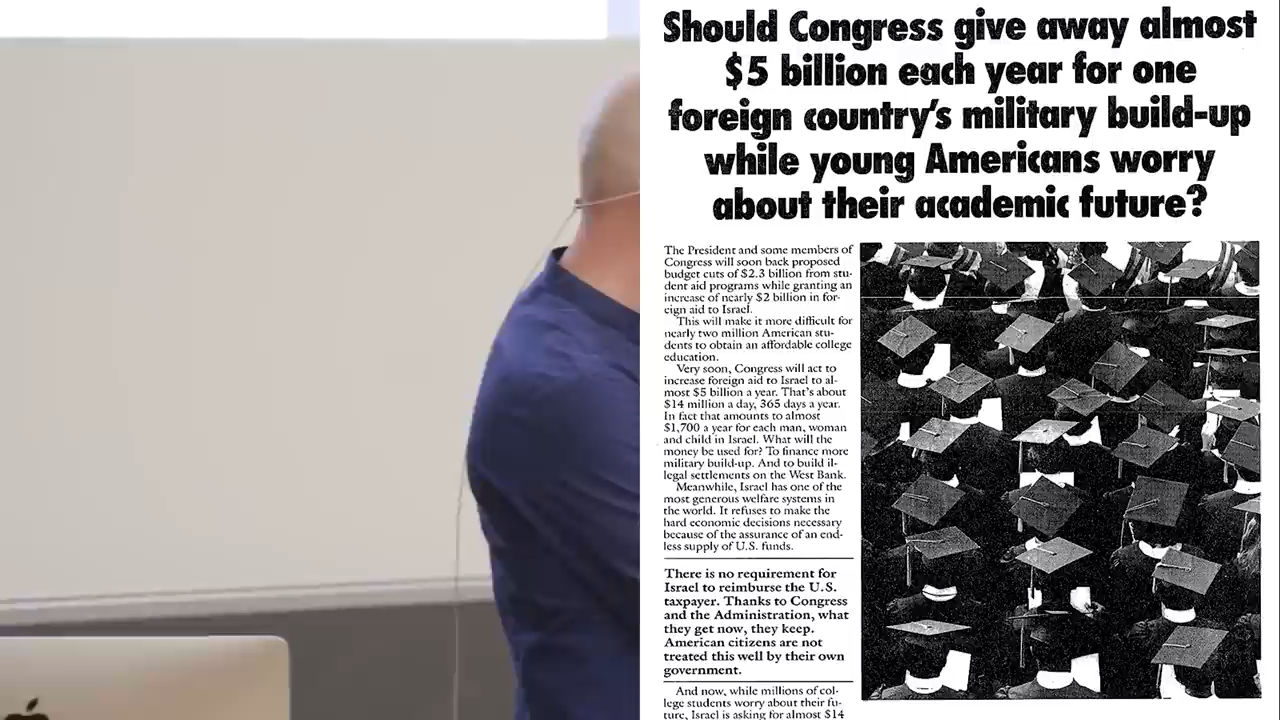 Should Congress give away almost
$5 billion each year for one
foreign country's military build-up
while young Americans worry
about their academic future?
The President and some members of
Congress will soon back proposed
budget cuts of $2.3 billion from stu-
dent aid programs while granting an
increase of nearly $2 billion in for-
eign aid to Israel.
This will make it more difficult for
nearly two million American stu-
dents to obtain an affordable college
education.
Very soon, Congress will act to
increase foreign aid to Israel to al-
most $5 billion a year. That's about
$14 million a day, 365 days a year.
In fact that amounts to almost
$1,700 a year for each man, woman
and child in Israel. What will the
money be used for? To finance more
military build-up. And to build il-
legal settlements on the West Bank.
Meanwhile, Israel has one of the
most generous welfare systems in
the world. It refuses to make the
hard economic decisions necessary
because of the assurance of an end-
less supply of U.S. funds.
There is no requirement for
Israel to reimburse the U.S.
taxpayer. Thanks to Congress
and the Administration, what
they get now, they keep.
American citizens are not
treated this well by their own
government.
And now, while millions of col-
lege students worry about their fu-
ture, Israel is asking for almost $14